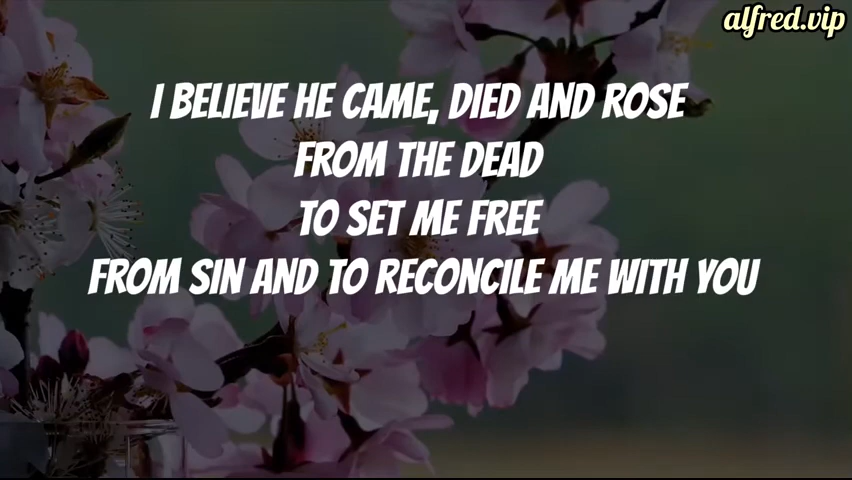 alfred.vip
I BELIEVE HE CAME, DIED AND ROSE
FROM THE DEAD
TO SET ME FREE
FROM SIN AND TO RECONCILE ME WITH YOU